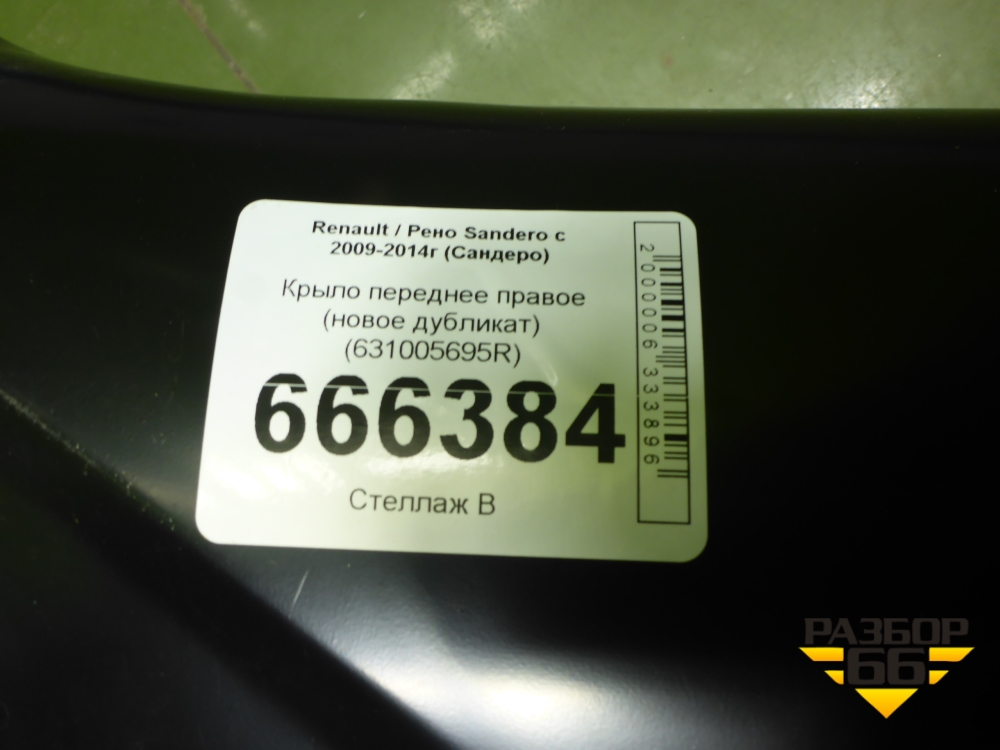 Renault / Рено Sandero с
2009-2014г (Сандеро)
Крыло переднее правое
(новое дубликат)
(631005695R)
666384
Стеллаж В
2000006333896
РАЗБОР
66